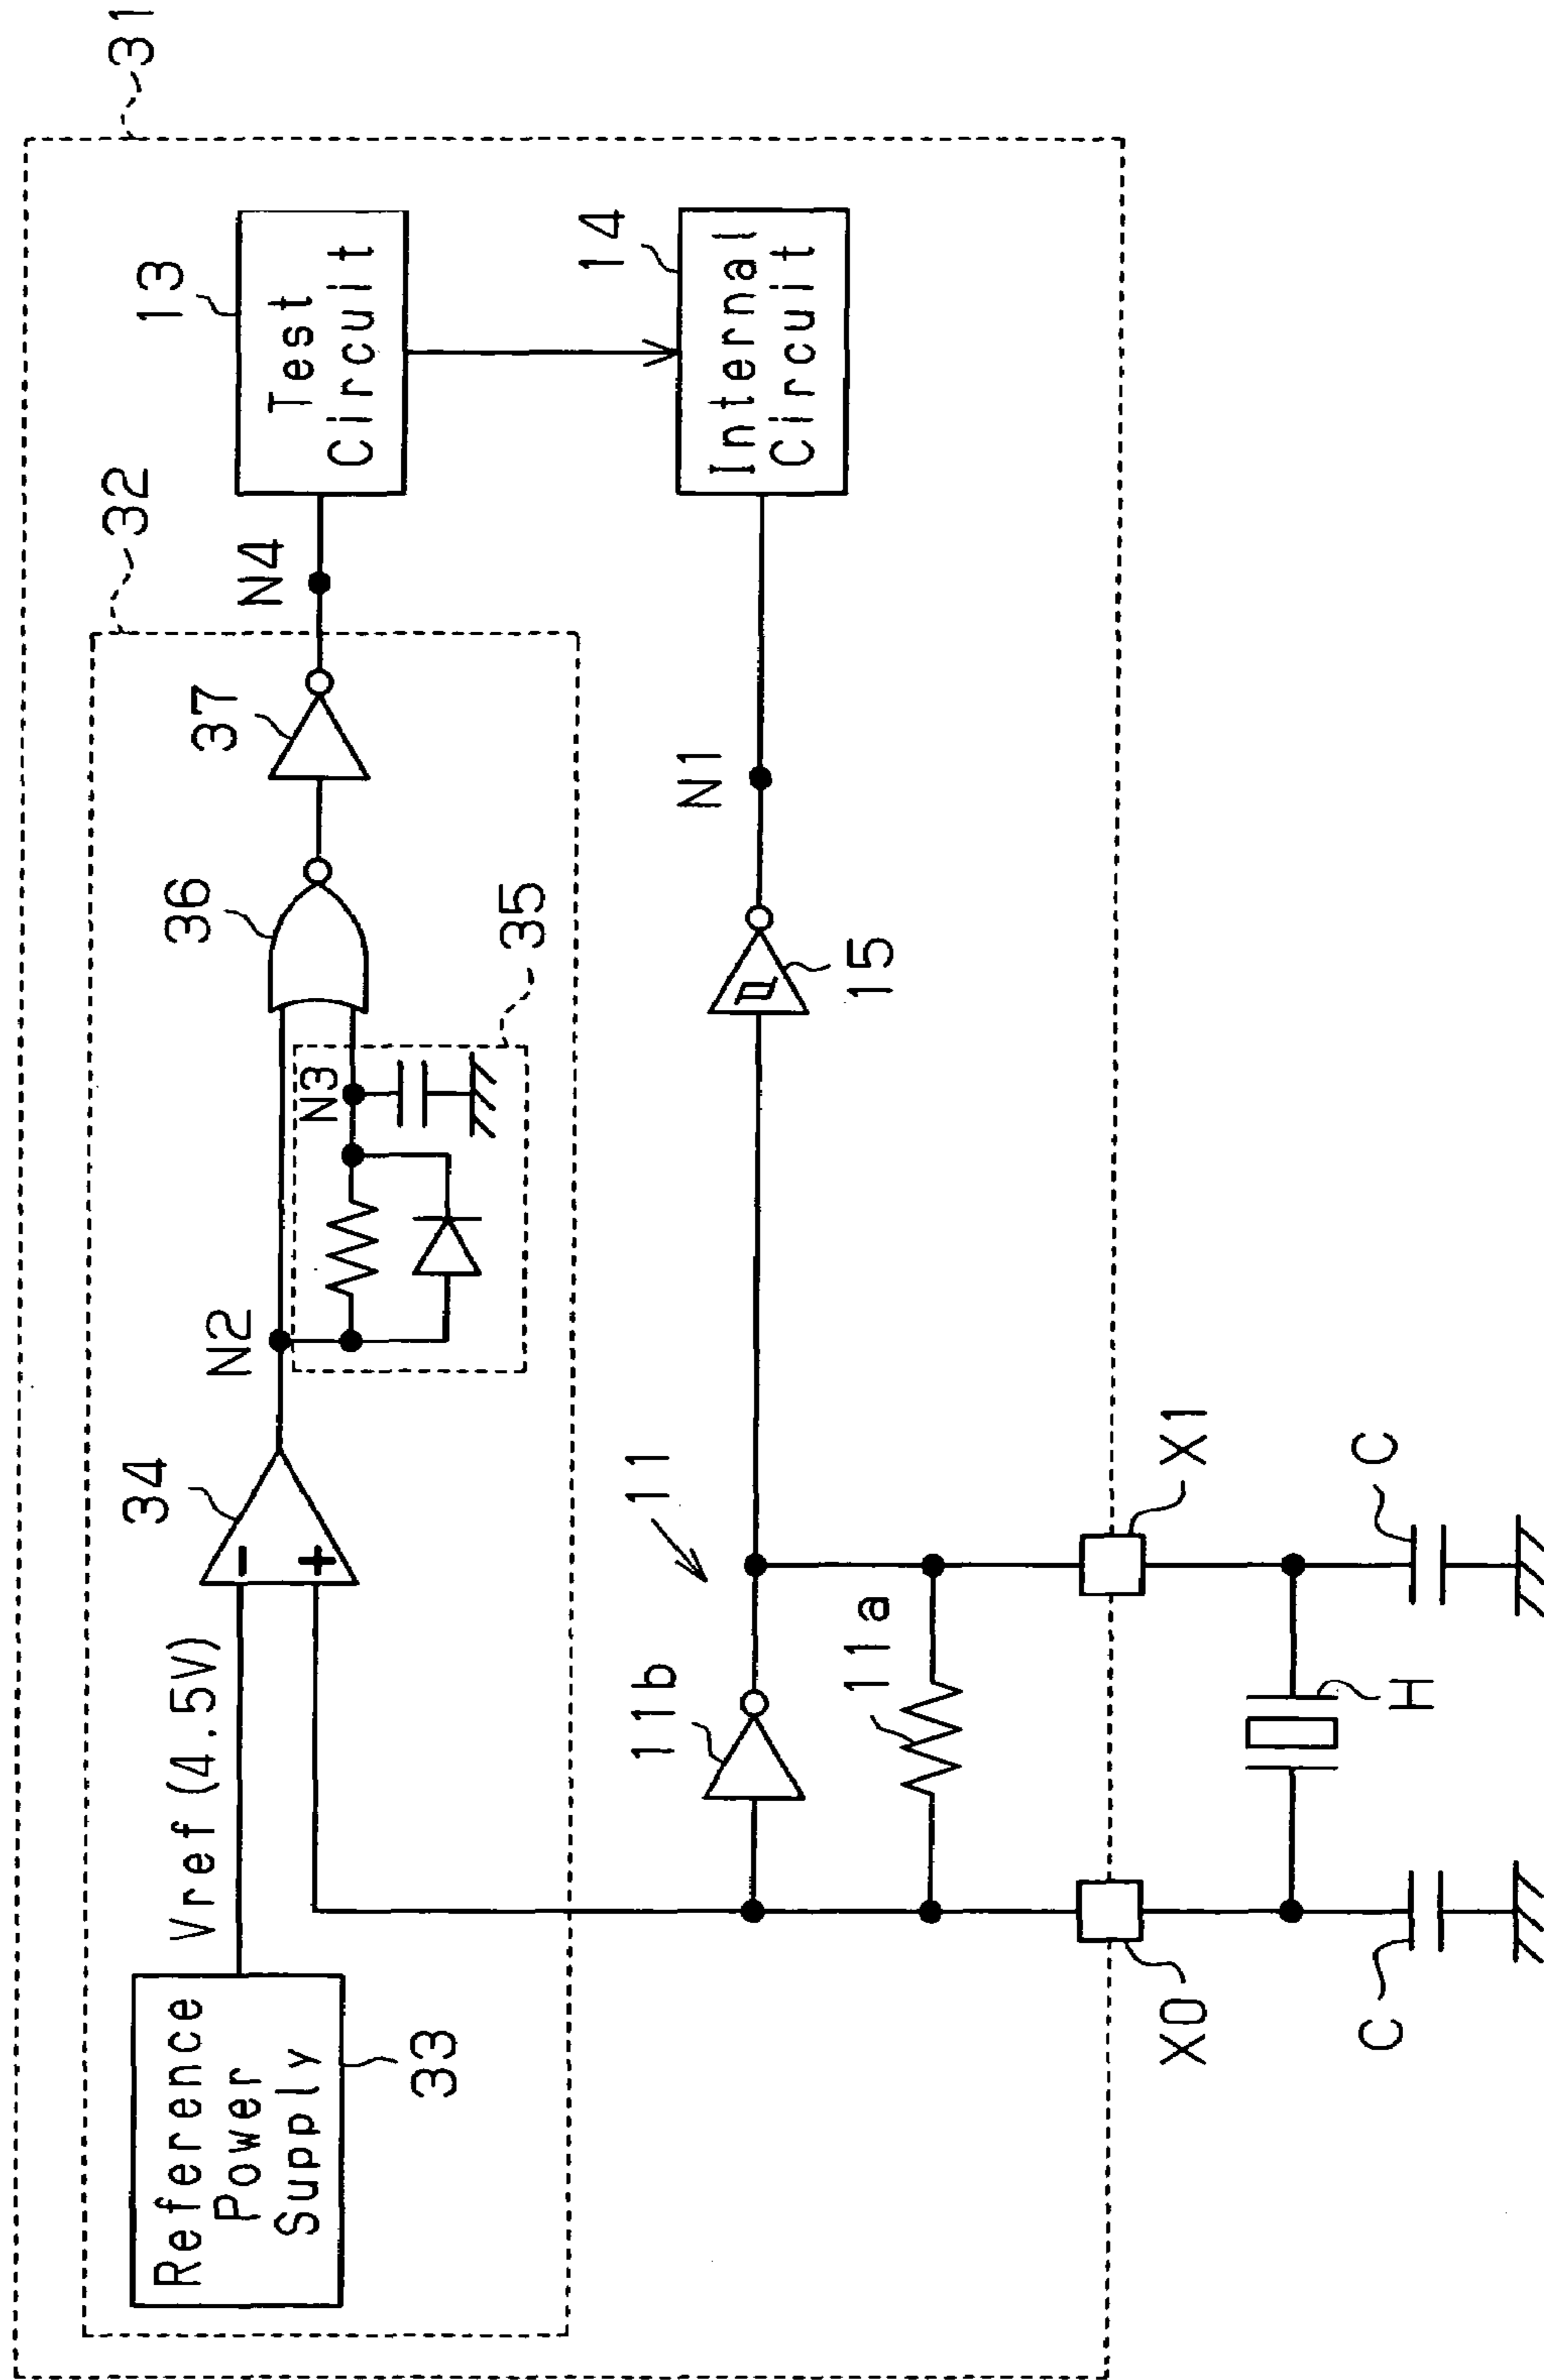 31
32
13
Test
Circuit
N4
37
36
35
N3
N2
34
Vref (4.5V)
-
+
Reference
Power
Supply
33
14
Internal
Circuit
N1
15
11
11b
11a
X1
X0
C
C
H